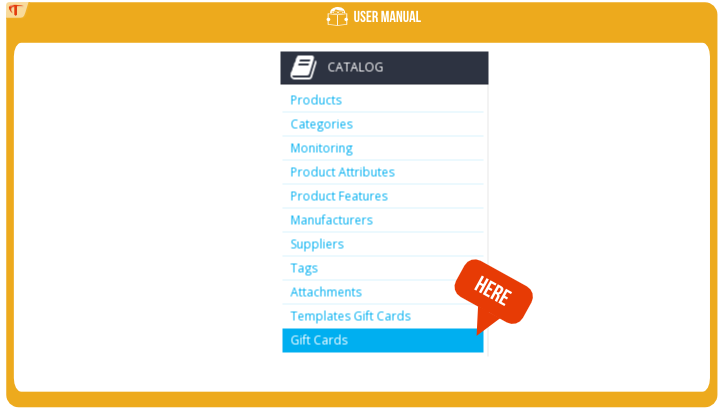 USER MANUAL
CATALOG
Products
Categories
Monitoring
Product Attributes
Product Features
Manufacturers
Suppliers
Tags
Attachments
Templates Gift Cards
Gift Cards
HERE